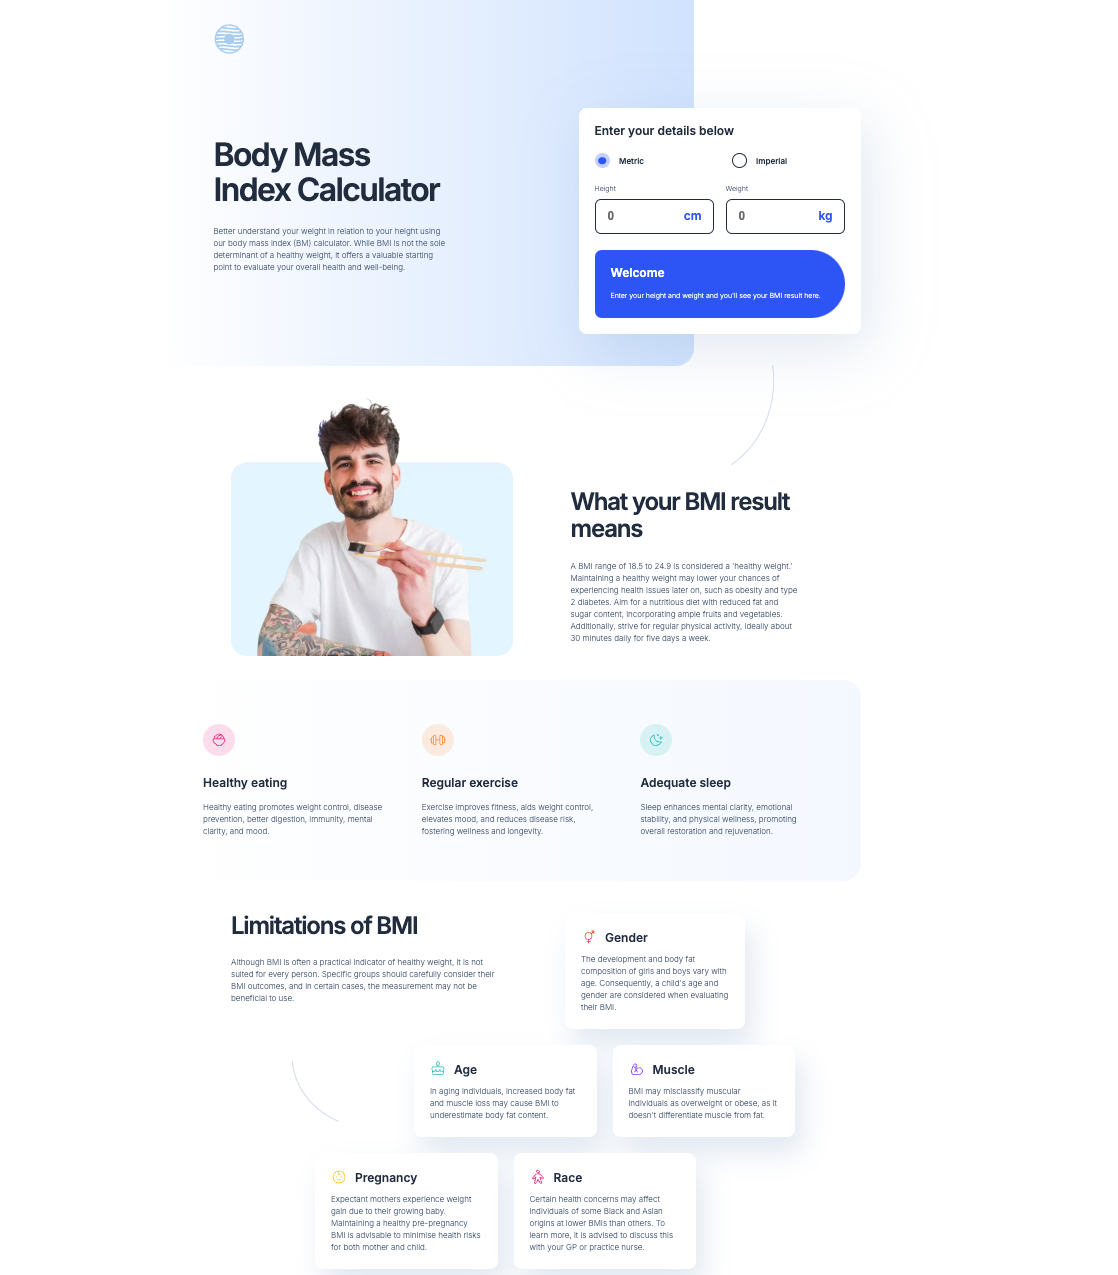 Body Mass
Index Calculator
Better understand your weight in relation to your height using
our body mass index (BM) calculator. While BMI is not the sole
determinant of a healthy weight, it offers a valuable starting
point to evaluate your overall health and well-being.
Enter your details below
Metric
Imperial
Height
Weight
0 cm
0 kg
Welcome
Enter your height and weight and you'll see your BMI result here.
What your BMI result
means
A BMI range of 18.5 to 24.9 is considered a 'healthy weight.'
Maintaining a healthy weight may lower your chances of
experiencing health issues later on, such as obesity and type
2 diabetes. Aim for a nutritious diet with reduced fat and
sugar content, incorporating ample fruits and vegetables.
Additionally, strive for regular physical activity, ideally about
30 minutes daily for five days a week.
Healthy eating
Healthy eating promotes weight control, disease
prevention, better digestion, immunity, mental
clarity, and mood.
Regular exercise
Exercise improves fitness, aids weight control,
elevates mood, and reduces disease risk,
fostering wellness and longevity.
Adequate sleep
Sleep enhances mental clarity, emotional
stability, and physical wellness, promoting
overall restoration and rejuvenation.
Limitations of BMI
Although BMI is often a practical indicator of healthy weight, it is not
suited for every person. Specific groups should carefully consider their
BMI outcomes, and in certain cases, the measurement may not be
beneficial to use.
Gender
The development and body fat
composition of girls and boys vary with
age. Consequently, a child's age and
gender are considered when evaluating
their BMI.
Age
In aging individuals, increased body fat
and muscle loss may cause BMI to
underestimate body fat content.
Muscle
BMI may misclassify muscular
individuals as overweight or obese, as it
doesn't differentiate muscle from fat.
Pregnancy
Expectant mothers experience weight
gain due to their growing baby.
Maintaining a healthy pre-pregnancy
BMI is advisable to minimise health risks
for both mother and child.
Race
Certain health concerns may affect
individuals of some Black and Asian
origins at lower BMIs than others. To
learn more, it is advised to discuss this
with your GP or practice nurse.